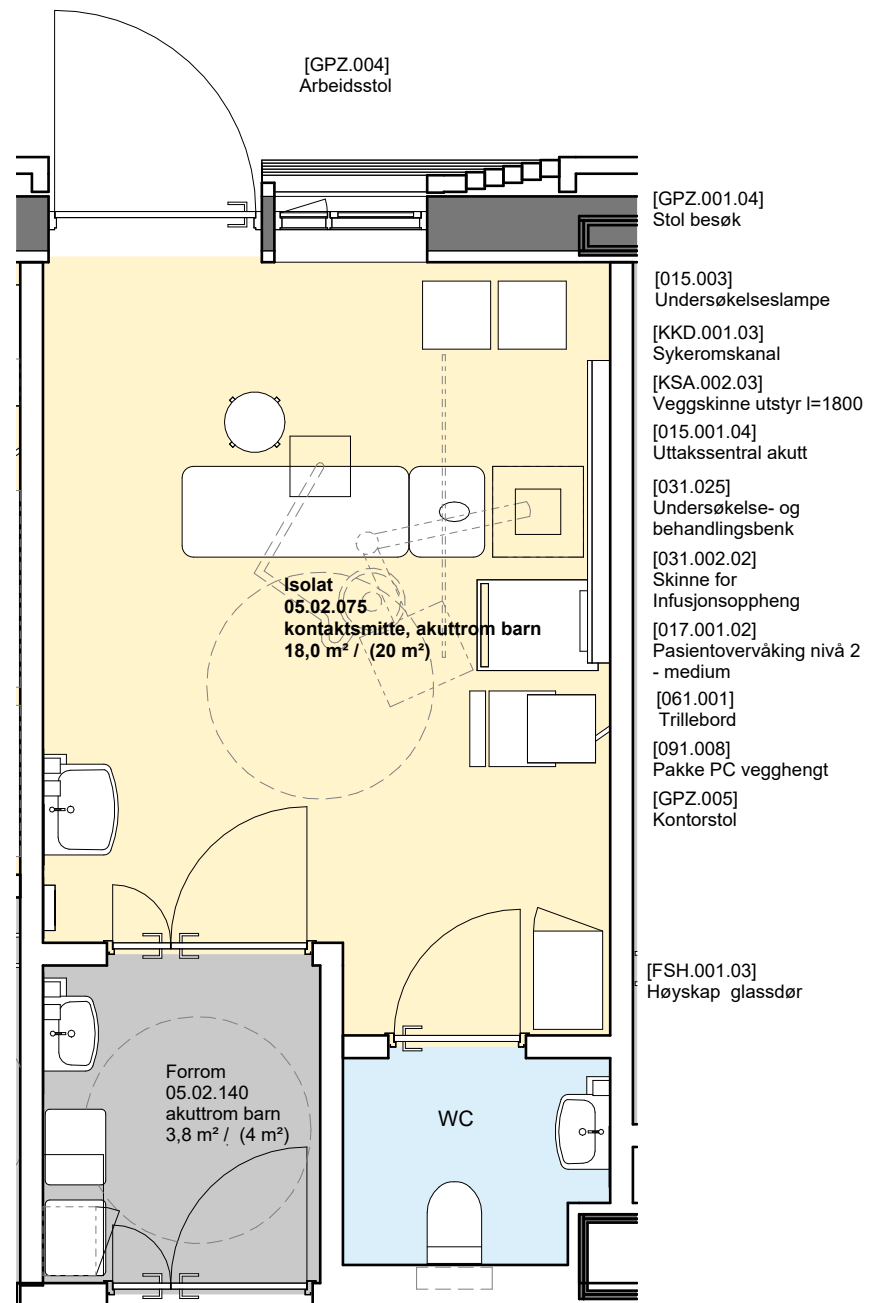 [GPZ.004]
Arbeidsstol
[GPZ.001.04]
Stol besøk
[015.003]
Undersøkelseslampe
[KKD.001.03]
Sykeromskanal
[KSA.002.03]
Veggskinne utstyr l=1800
[015.001.04]
Uttakssentral akutt
[031.025]
Undersøkelse- og
behandlingsbenk
[031.002.02]
Skinne for
Infusjonsoppheng
[017.001.02]
Pasientovervåking nivå 2
- medium
[061.001]
Trillebord
[091.008]
Pakke PC vegghengt
[GPZ.005]
Kontorstol
[FSH.001.03]
Høyskap glassdør
Isolat
05.02.075
kontaktsmitte, akuttrom barn
18,0 m² / (20 m²)
Forrom
05.02.140
akuttrom barn
3,8 m² / (4 m²)
WC